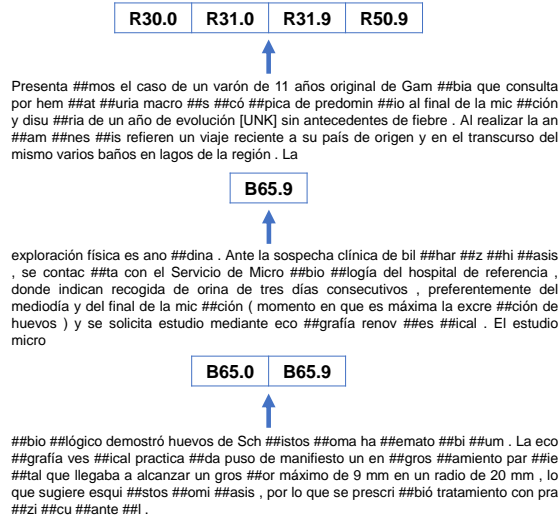 R30.0 R31.0 R31.9 R50.9
Presenta ##mos el caso de un varón de 11 años original de Gam ##bia que consulta
por hem ##at ##uria macro ##s ##có ##pica de predomin ##io al final de la mic ##ción
y disu ##ria de un año de evolución [UNK] sin antecedentes de fiebre . Al realizar la an
##am ##nes ##is refieren un viaje reciente a su país de origen y en el transcurso del
mismo varios baños en lagos de la región . La
B65.9
exploración física es ano ##dina . Ante la sospecha clínica de bil ##har ##z ##hi ##asis
, se contac ##ta con el Servicio de Micro ##bio ##logía del hospital de referencia ,
donde indican recogida de orina de tres días consecutivos , preferentemente del
mediodía y del final de la mic ##ción ( momento en que es máxima la excre ##ción de
huevos ) y se solicita estudio mediante eco ##grafía renov ##es ##ical . El estudio
micro
B65.0 B65.9
##bio ##lógico demostró huevos de Sch ##istos ##oma ha ##emato ##bi ##um . La eco
##grafía ves ##ical practica ##da puso de manifiesto un en ##gros ##amiento par ##ie
##tal que llegaba a alcanzar un gros ##or máximo de 9 mm en un radio de 20 mm , lo
que sugiere esqui ##stos ##omi ##asis , por lo que se prescri ##bió tratamiento con pra
##zi ##cu ##ante ##l .